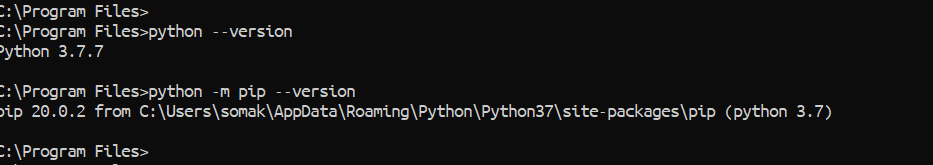 C:\Program Files>
C:\Program Files>python --version
Python 3.7.7
C:\Program Files>python -m pip --version
pip 20.0.2 from C:\Users\somak\AppData\Roaming\Python\Python37\site-packages\pip (python 3.7)
C:\Program Files>